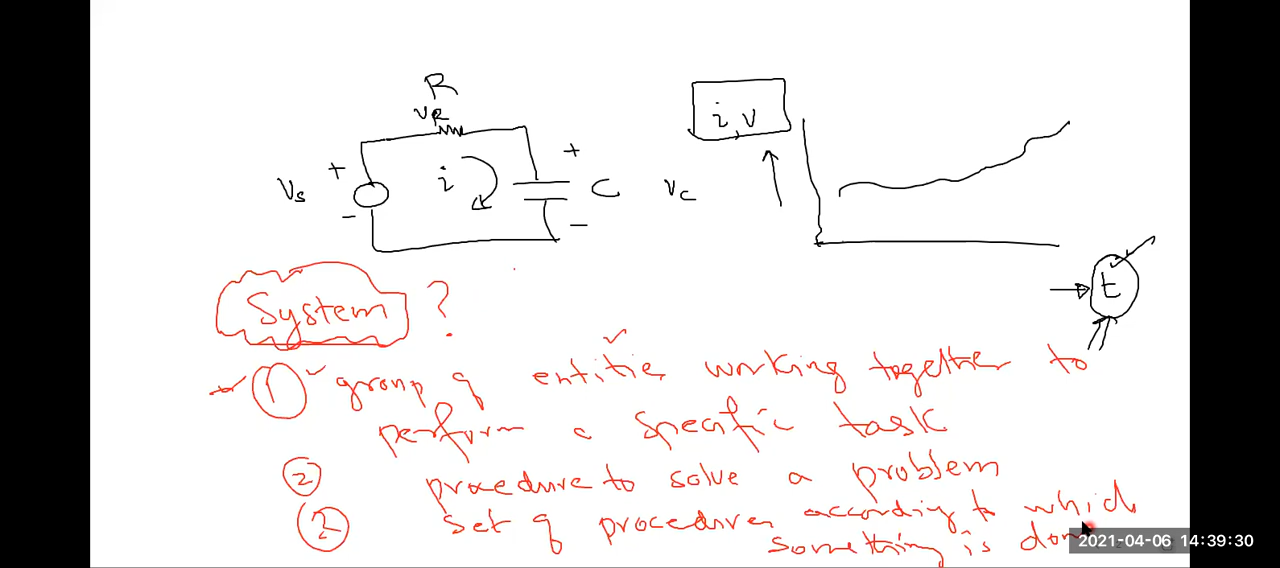 R
VR
i, v
+
+
Vs
i
C
Vc
-
-
t
System ?
① group of entities working together to
perform a specific task
② procedure to solve a problem
② set of procedures according to which
something is done
2021-04-06 14:39:30